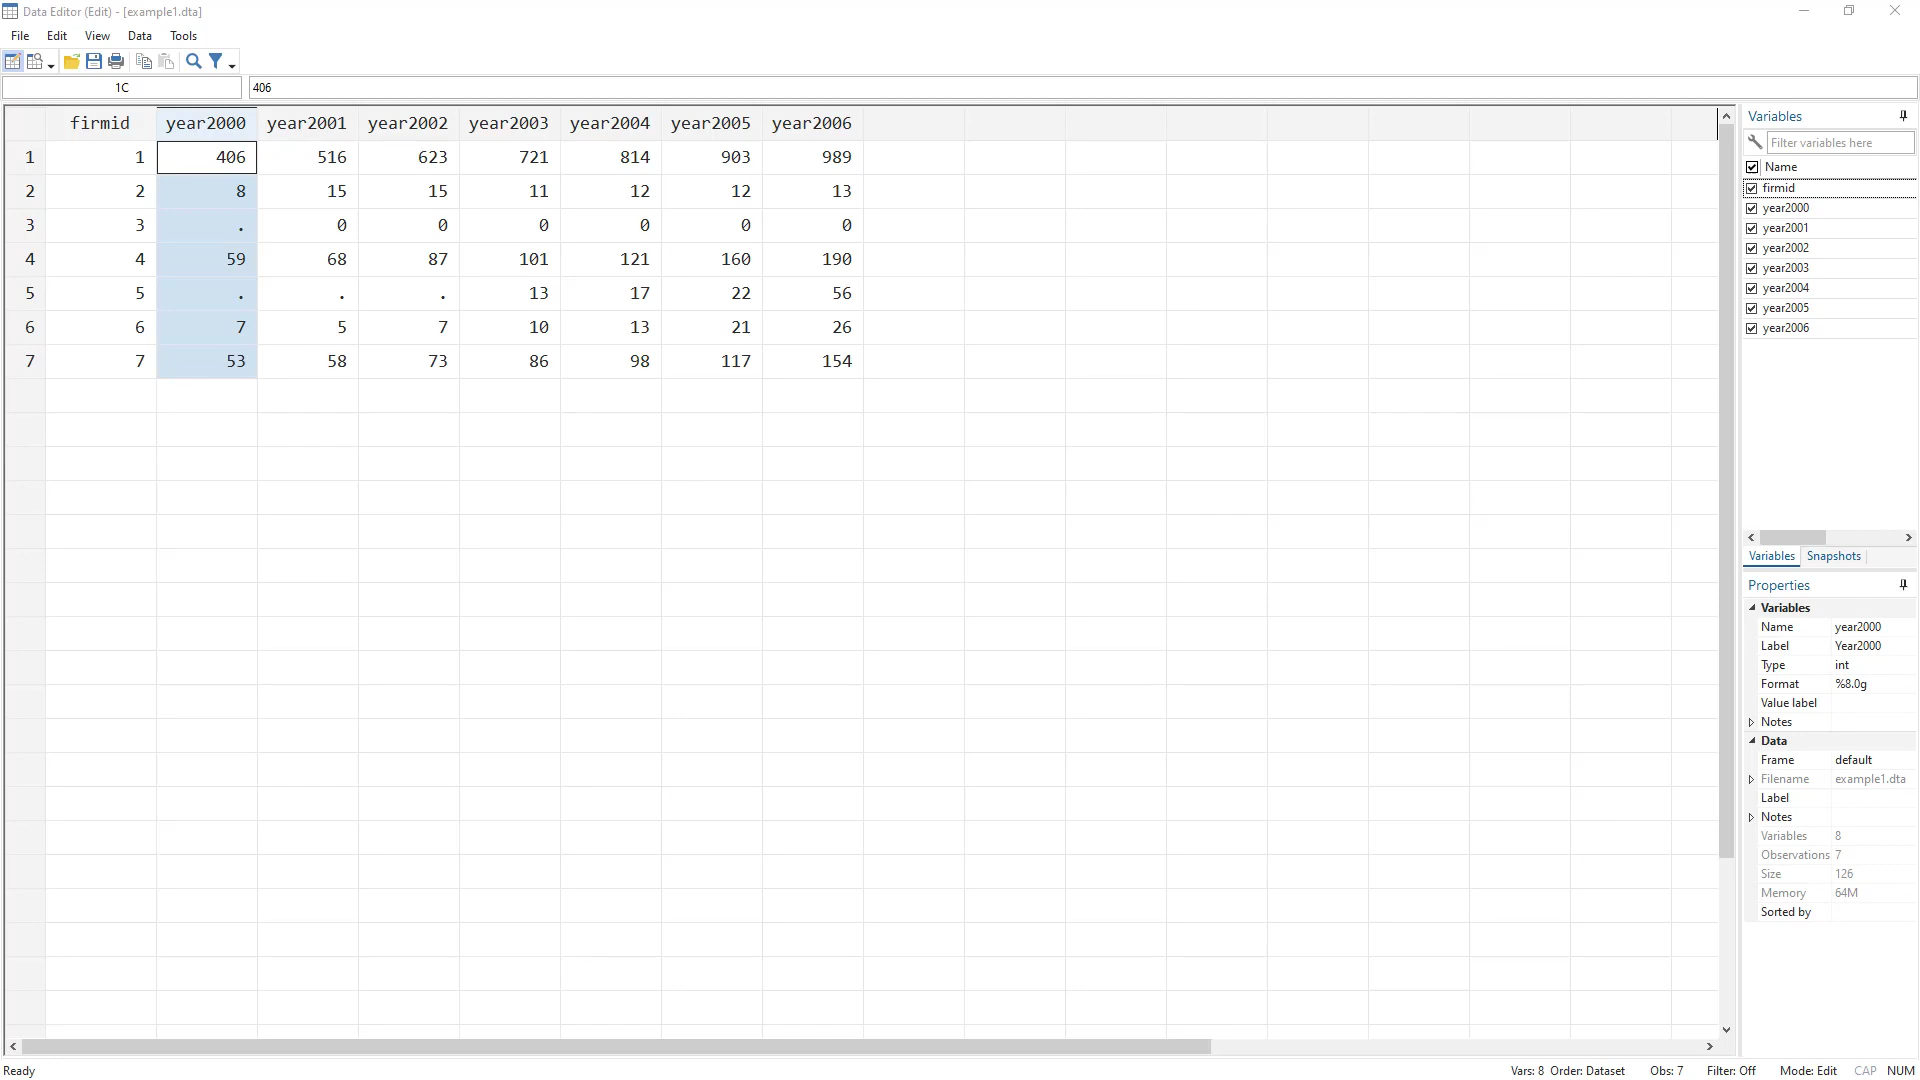 Data Editor (Edit) - [example1.dta]
File Edit View Data Tools
1C 406
firmid year2000 year2001 year2002 year2003 year2004 year2005 year2006
1 1 406 516 623 721 814 903 989
2 2 8 15 15 11 12 12 13
3 3 . 0 0 0 0 0 0
4 4 59 68 87 101 121 160 190
5 5 . . . 13 17 22 56
6 6 7 5 7 10 13 21 26
7 7 53 58 73 86 98 117 154
Variables
Filter variables here
Name
firmid
year2000
year2001
year2002
year2003
year2004
year2005
year2006
Variables Snapshots
Properties
Variables
Name year2000
Label Year2000
Type int
Format %8.0g
Value label
Notes
Data
Frame default
Filename example1.dta
Label
Notes
Variables 8
Observations 7
Size 126
Memory 64M
Sorted by
Ready Vars: 8 Order: Dataset Obs: 7 Filter: Off Mode: Edit CAP NUM